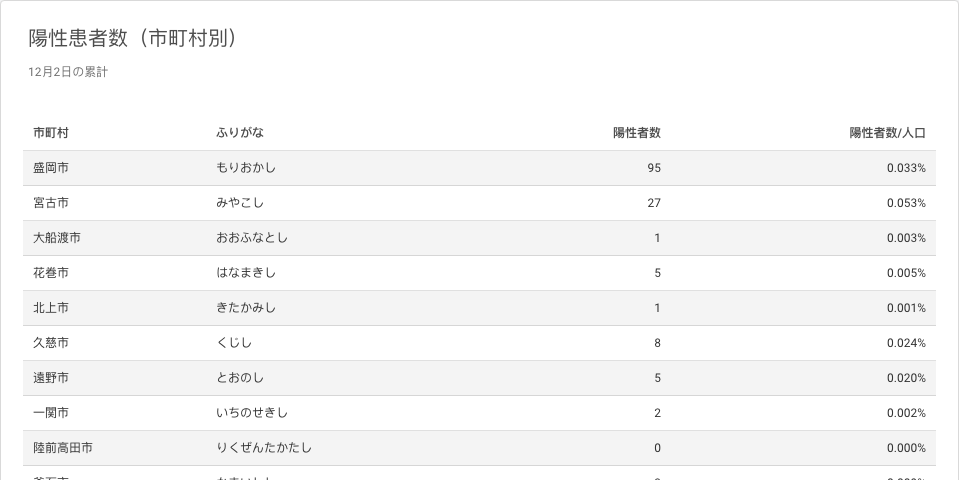 陽性患者数（市町村別）
12月2日の累計
市町村 ふりがな 陽性者数 陽性者数/人口
盛岡市 もりおかし 95 0.033%
宮古市 みやこし 27 0.053%
大船渡市 おおふなとし 1 0.003%
花巻市 はなまきし 5 0.005%
北上市 きたかみし 1 0.001%
久慈市 くじし 8 0.024%
遠野市 とおのし 5 0.020%
一関市 いちのせきし 2 0.002%
陸前高田市 りくぜんたかたし 0 0.000%